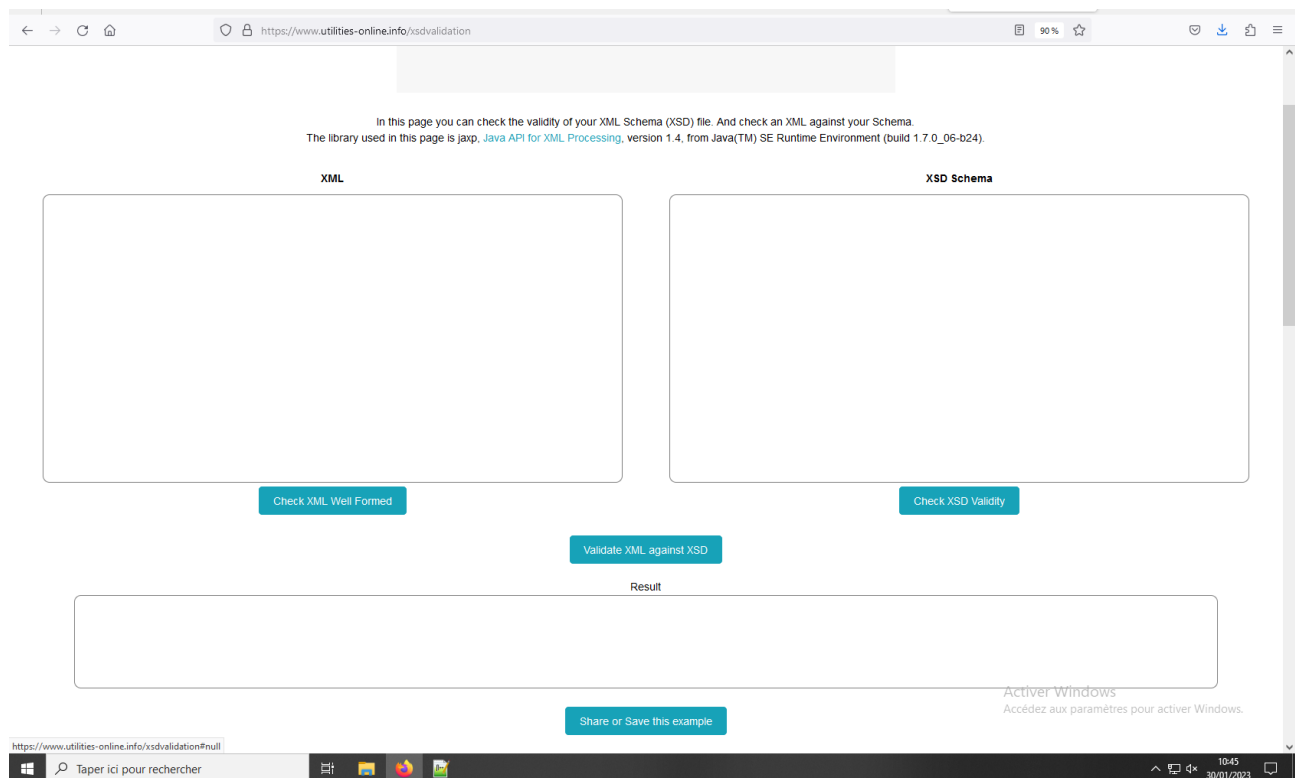 https://www.utilities-online.info/xsdvalidation
90 %
In this page you can check the validity of your XML Schema (XSD) file. And check an XML against your Schema.
The library used in this page is jaxp, Java API for XML Processing, version 1.4, from Java(TM) SE Runtime Environment (build 1.7.0_06-b24).
XML
XSD Schema
Check XML Well Formed
Check XSD Validity
Validate XML against XSD
Result
Activer Windows
Accédez aux paramètres pour activer Windows.
Share or Save this example
https://www.utilities-online.info/xsdvalidation#null
Taper ici pour rechercher
10:45
30/01/2023